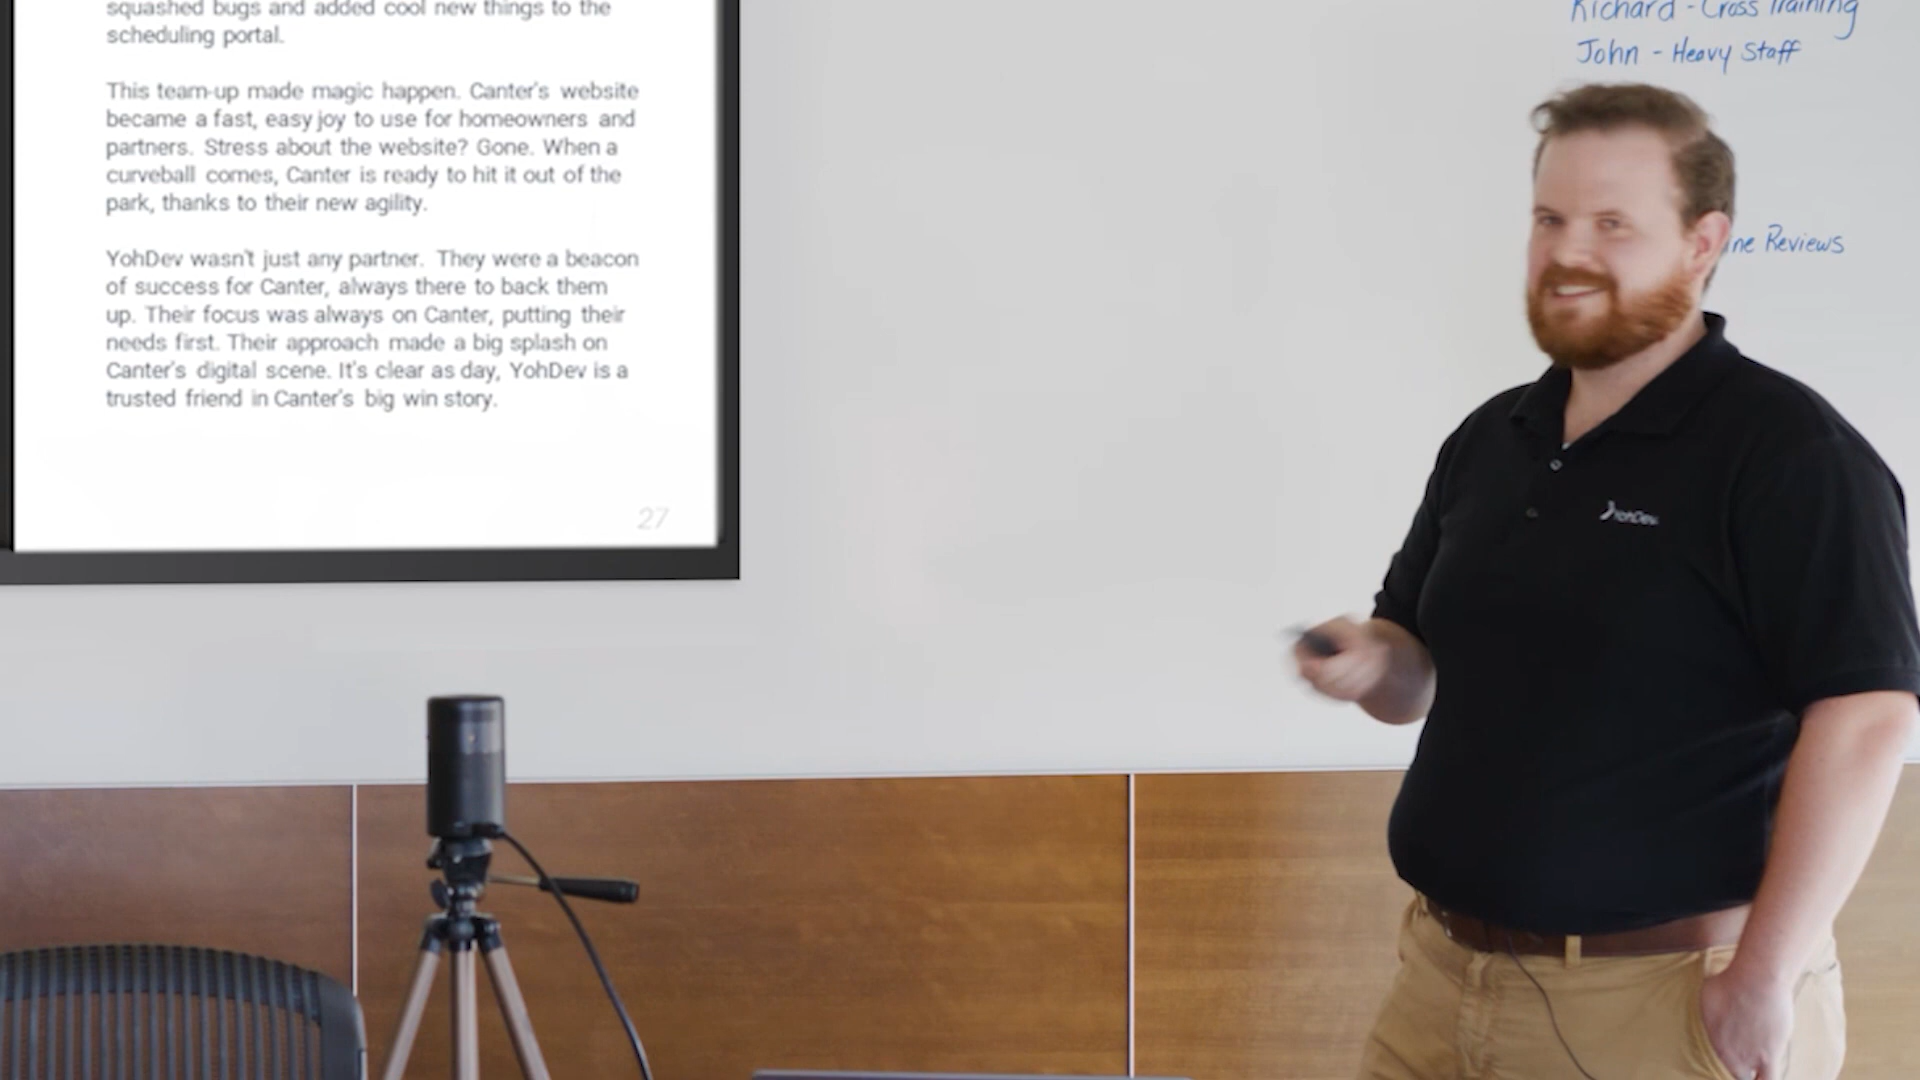 squashed bugs and added cool new things to the
scheduling portal.
This team-up made magic happen. Canter's website
became a fast, easy joy to use for homeowners and
partners. Stress about the website? Gone. When a
curveball comes, Canter is ready to hit it out of the
park, thanks to their new agility.
YohDev wasn't just any partner. They were a beacon
of success for Canter, always there to back them
up. Their focus was always on Canter, putting their
needs first. Their approach made a big splash on
Canter's digital scene. It's clear as day, YohDev is a
trusted friend in Canter's big win story.
27
Richard - Cross Training
John - Heavy Staff
Reviews
YohDev